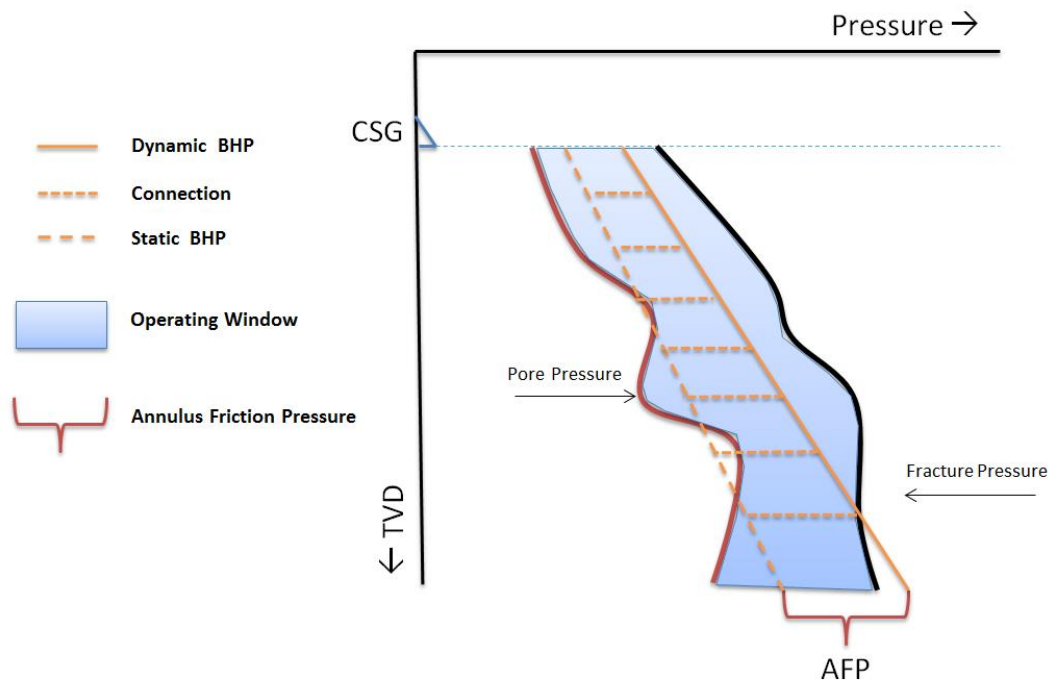 Pressure →
CSG
Dynamic BHP
Connection
Static BHP
Operating Window
Pore Pressure
Annulus Friction Pressure
Fracture Pressure
← TVD
AFP